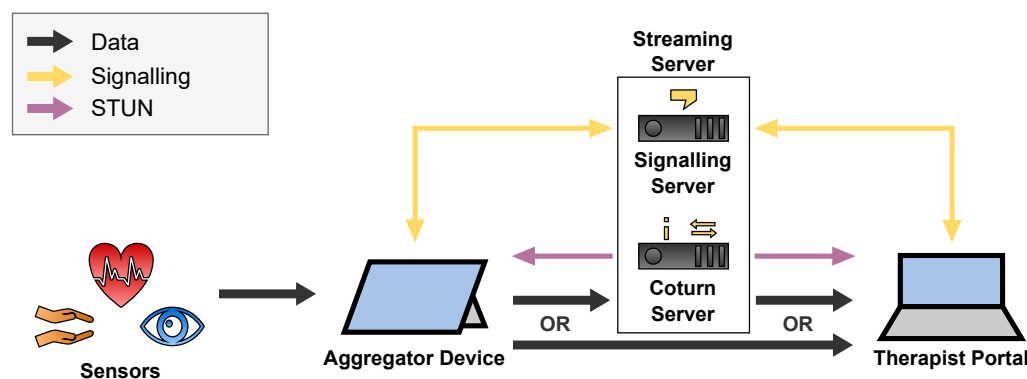 Data
Signalling
STUN
Streaming
Server
Signalling
Server
Coturn
Server
OR
OR
Sensors
Aggregator Device
Therapist Portal